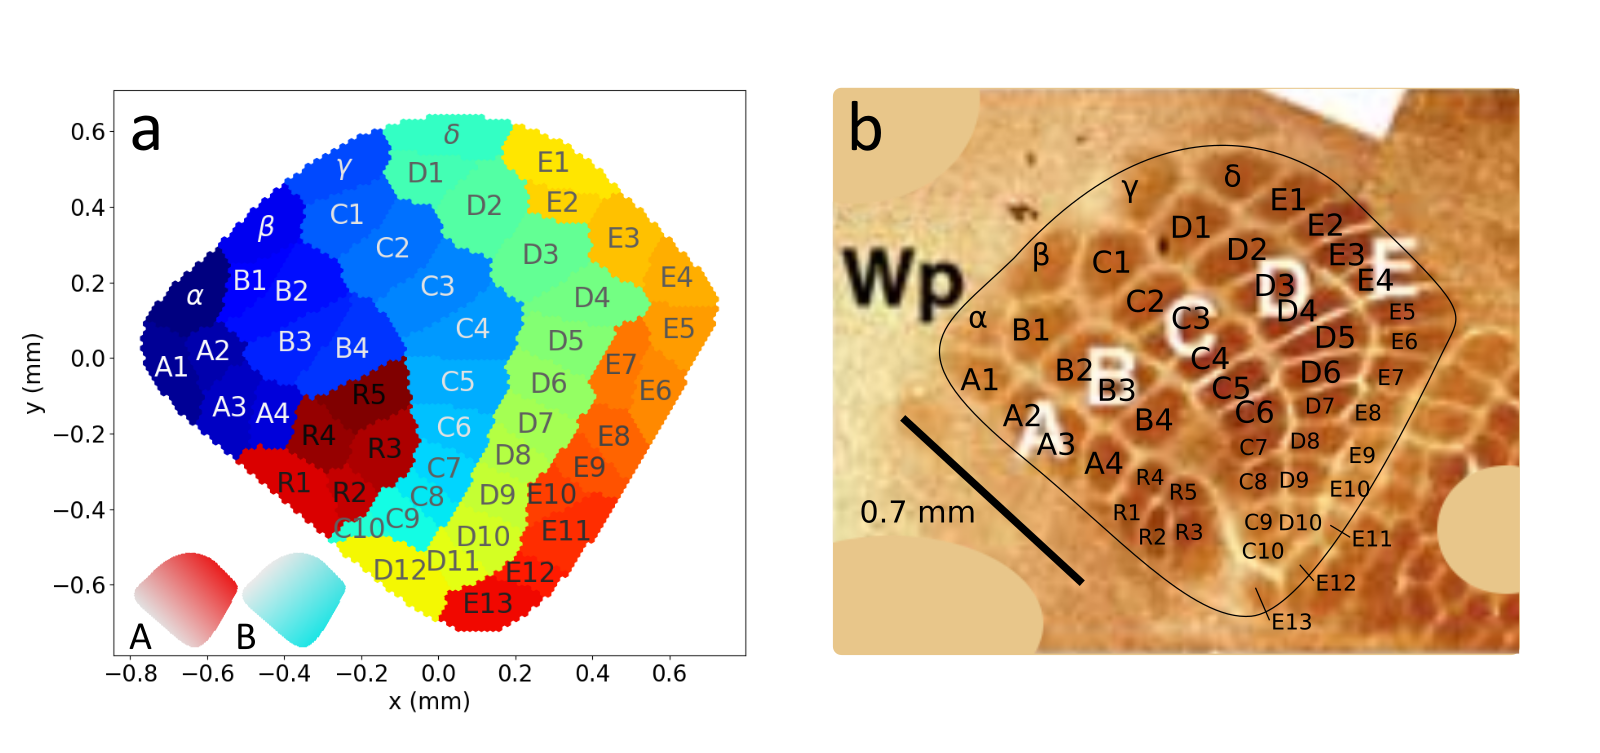 a
δ
γ
E1
D1
C1
D2
E2
β
C2
D3
E3
α
B1
B2
C3
D4
E4
A1
A2
B3
B4
C4
D5
E5
A3
A4
R5
C5
D6
E7
E6
R4
R3
C6
D7
E8
R1
R2
C7
D8
E9
C8
D9
E10
C10
C9
D10
E11
D12
D11
E12
E13
A
B
0.6
0.4
0.2
0.0
−0.2
−0.4
−0.6
y (mm)
−0.8 −0.6 −0.4 −0.2 0.0 0.2 0.4 0.6
x (mm)
b
Wp
0.7 mm
A
B
C
D
E
γ
δ
E1
D1
E2
β
C1
D2
E3
C2
D3
E4
α
B1
C3
D4
E5
D5
E6
A1
B2
B3
C4
C5
D6
E7
A2
B4
C6
D7
E8
A3
A4
C7
D8
E9
R4
R5
C8
D9
E10
R1
R2
R3
C9
D10
E11
C10
E12
E13